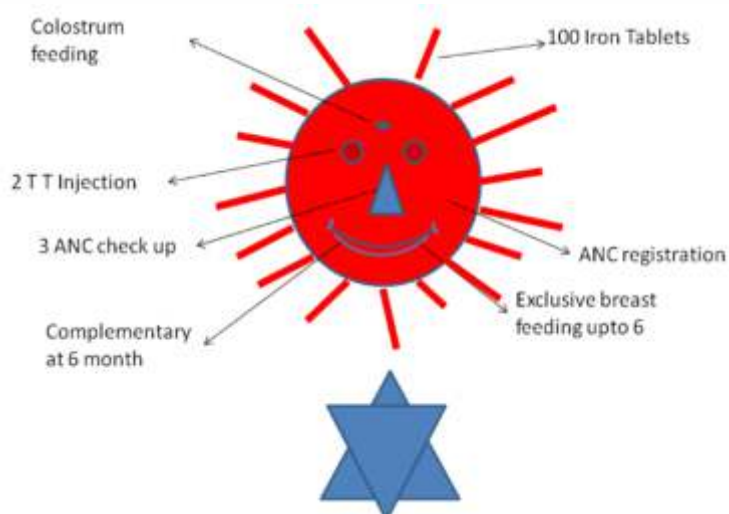 Colostrum
feeding
100 Iron Tablets
2 T T Injection
3 ANC check up
ANC registration
Exclusive breast
feeding upto 6
Complementary
at 6 month